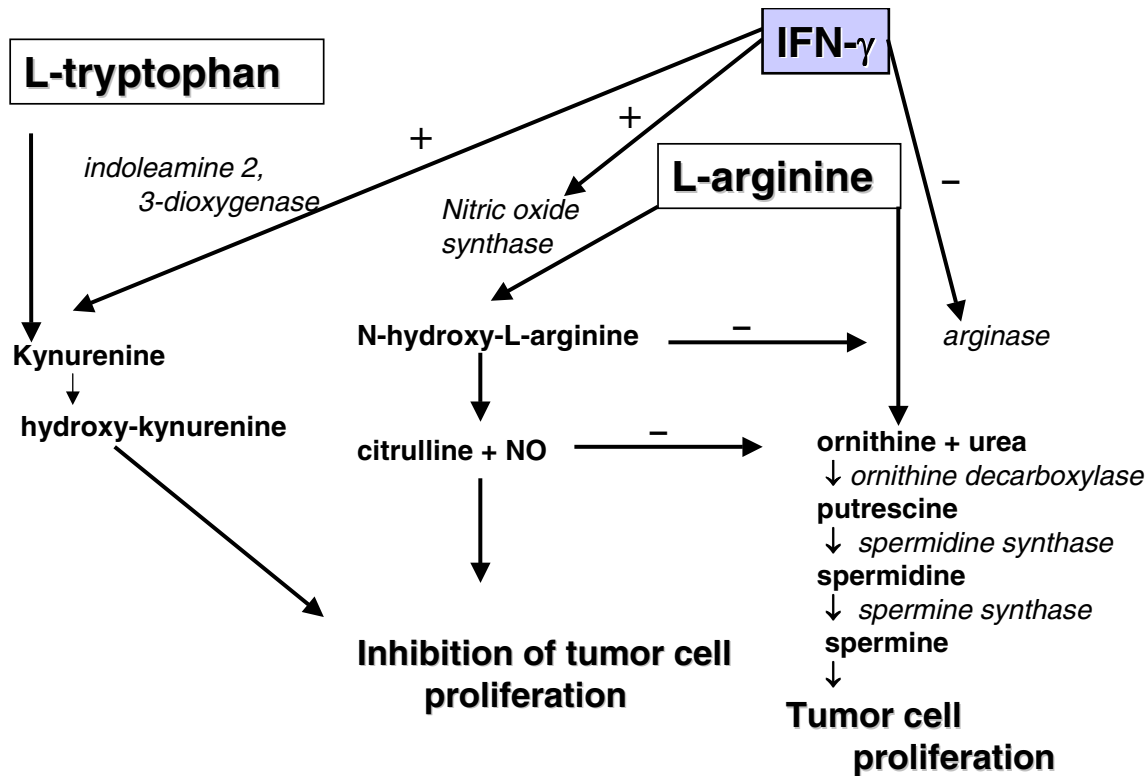 IFN-γ
L-tryptophan
+
+
indoleamine 2,
3-dioxygenase
L-arginine
–
Nitric oxide
synthase
N-hydroxy-L-arginine
–
arginase
Kynurenine
hydroxy-kynurenine
citrulline + NO
–
ornithine + urea
ornithine decarboxylase
putrescine
spermidine synthase
spermidine
spermine synthase
spermine
Inhibition of tumor cell
proliferation
Tumor cell
proliferation